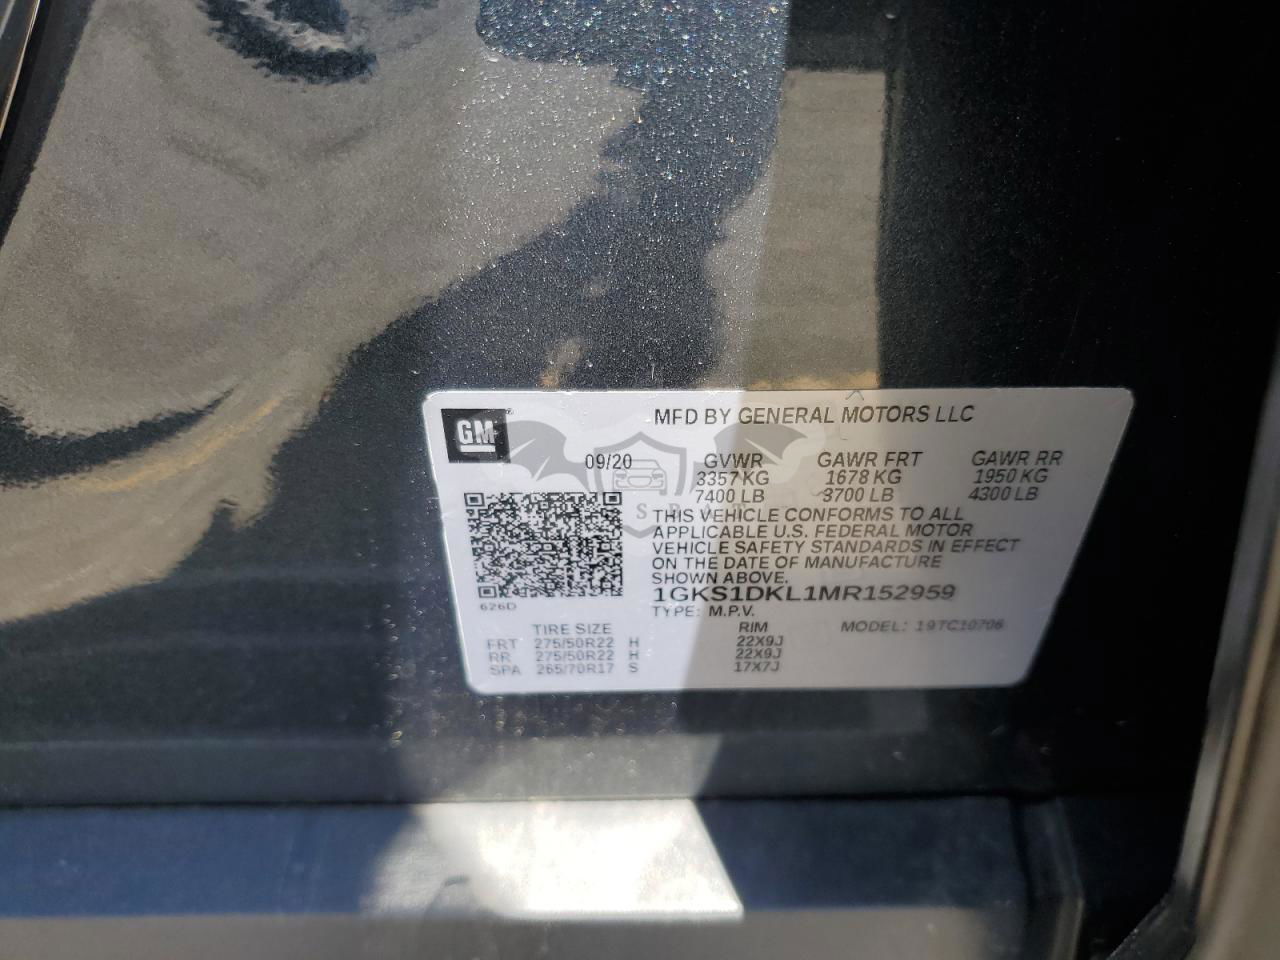 GM
MFD BY GENERAL MOTORS LLC
09/20 GVWR GAWR FRT GAWR RR
3357 KG 1678 KG 1950 KG
7400 LB 3700 LB 4300 LB
THIS VEHICLE CONFORMS TO ALL
APPLICABLE U.S. FEDERAL MOTOR
VEHICLE SAFETY STANDARDS IN EFFECT
ON THE DATE OF MANUFACTURE
SHOWN ABOVE.
1GKS1DKL1MR152959
626D
TYPE: M.P.V.
TIRE SIZE RIM MODEL: 19TC10706
FRT 275/50R22 H 22X9J
RR 275/50R22 H 22X9J
SPA 265/70R17 S 17X7J